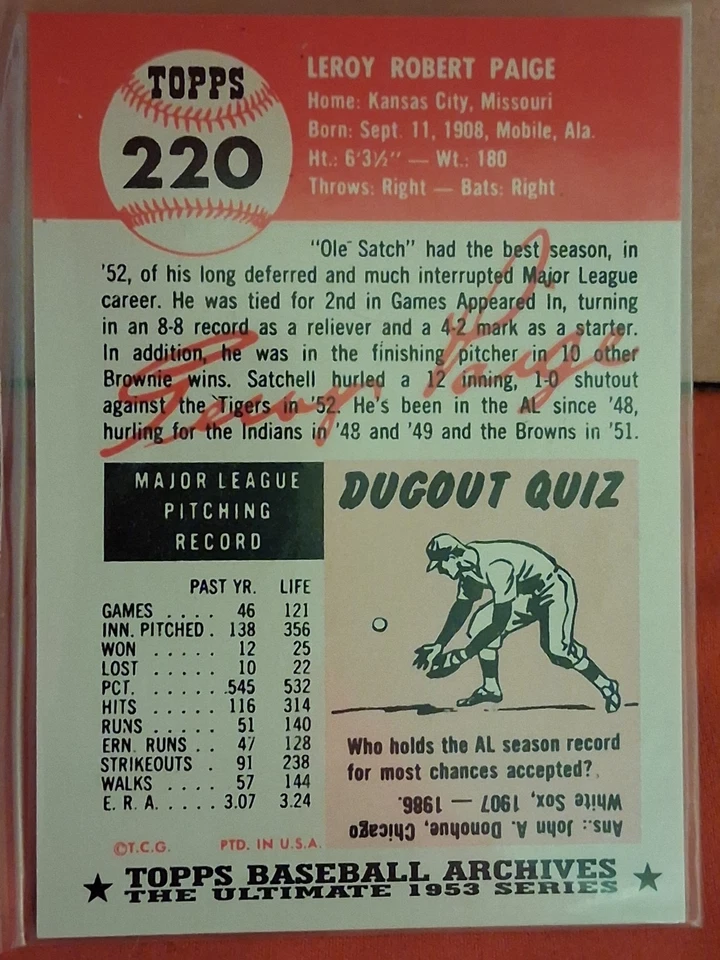 TOPPS
220
LEROY ROBERT PAIGE
Home: Kansas City, Missouri
Born: Sept. 11, 1908, Mobile, Ala.
Ht.: 6'3½" — Wt.: 180
Throws: Right — Bats: Right
"Ole Satch" had the best season, in
'52, of his long deferred and much interrupted Major League
career. He was tied for 2nd in Games Appeared In, turning
in an 8-8 record as a reliever and a 4-2 mark as a starter.
In addition, he was in the finishing pitcher in 10 other
Brownie wins. Satchell hurled a 12 inning, 1-0 shutout
against the Tigers in '52. He's been in the AL since '48,
hurling for the Indians in '48 and '49 and the Browns in '51.
Leroy Paige
MAJOR LEAGUE
PITCHING
RECORD
PAST YR. LIFE
GAMES . . . . 46 121
INN. PITCHED . 138 356
WON . . . . . 12 25
LOST . . . . . 10 22
PCT. . . . . . .545 532
HITS . . . . . 116 314
RUNS . . . . . 51 140
ERN. RUNS . . 47 128
STRIKEOUTS . 91 238
WALKS . . . . 57 144
E. R. A. . . . . 3.07 3.24
©T.C.G. PTD. IN U.S.A.
DUGOUT QUIZ
Who holds the AL season record
for most chances accepted?
Ans.: John A. Donohue, Chicago
White Sox, 1907 — 1986.
★ TOPPS BASEBALL ARCHIVES ★
THE ULTIMATE 1953 SERIES